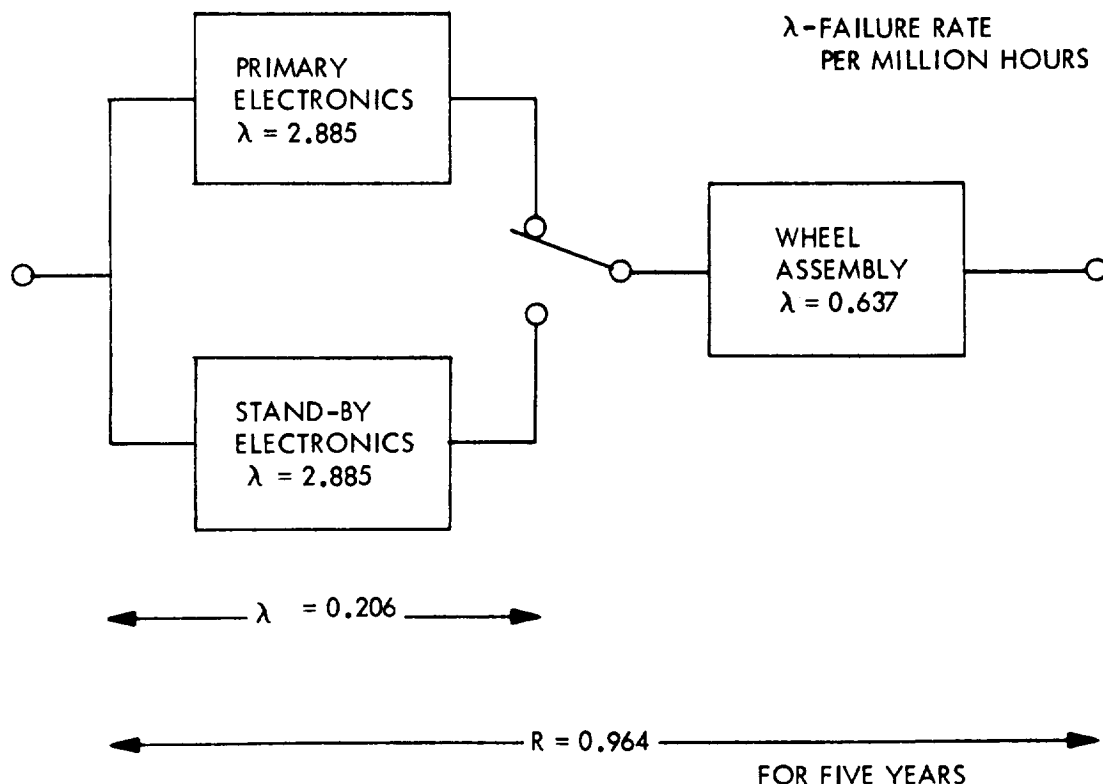 λ-FAILURE RATE
PER MILLION HOURS
PRIMARY
ELECTRONICS
λ = 2.885
WHEEL
ASSEMBLY
λ = 0.637
STAND-BY
ELECTRONICS
λ = 2.885
λ = 0.206
R = 0.964
FOR FIVE YEARS